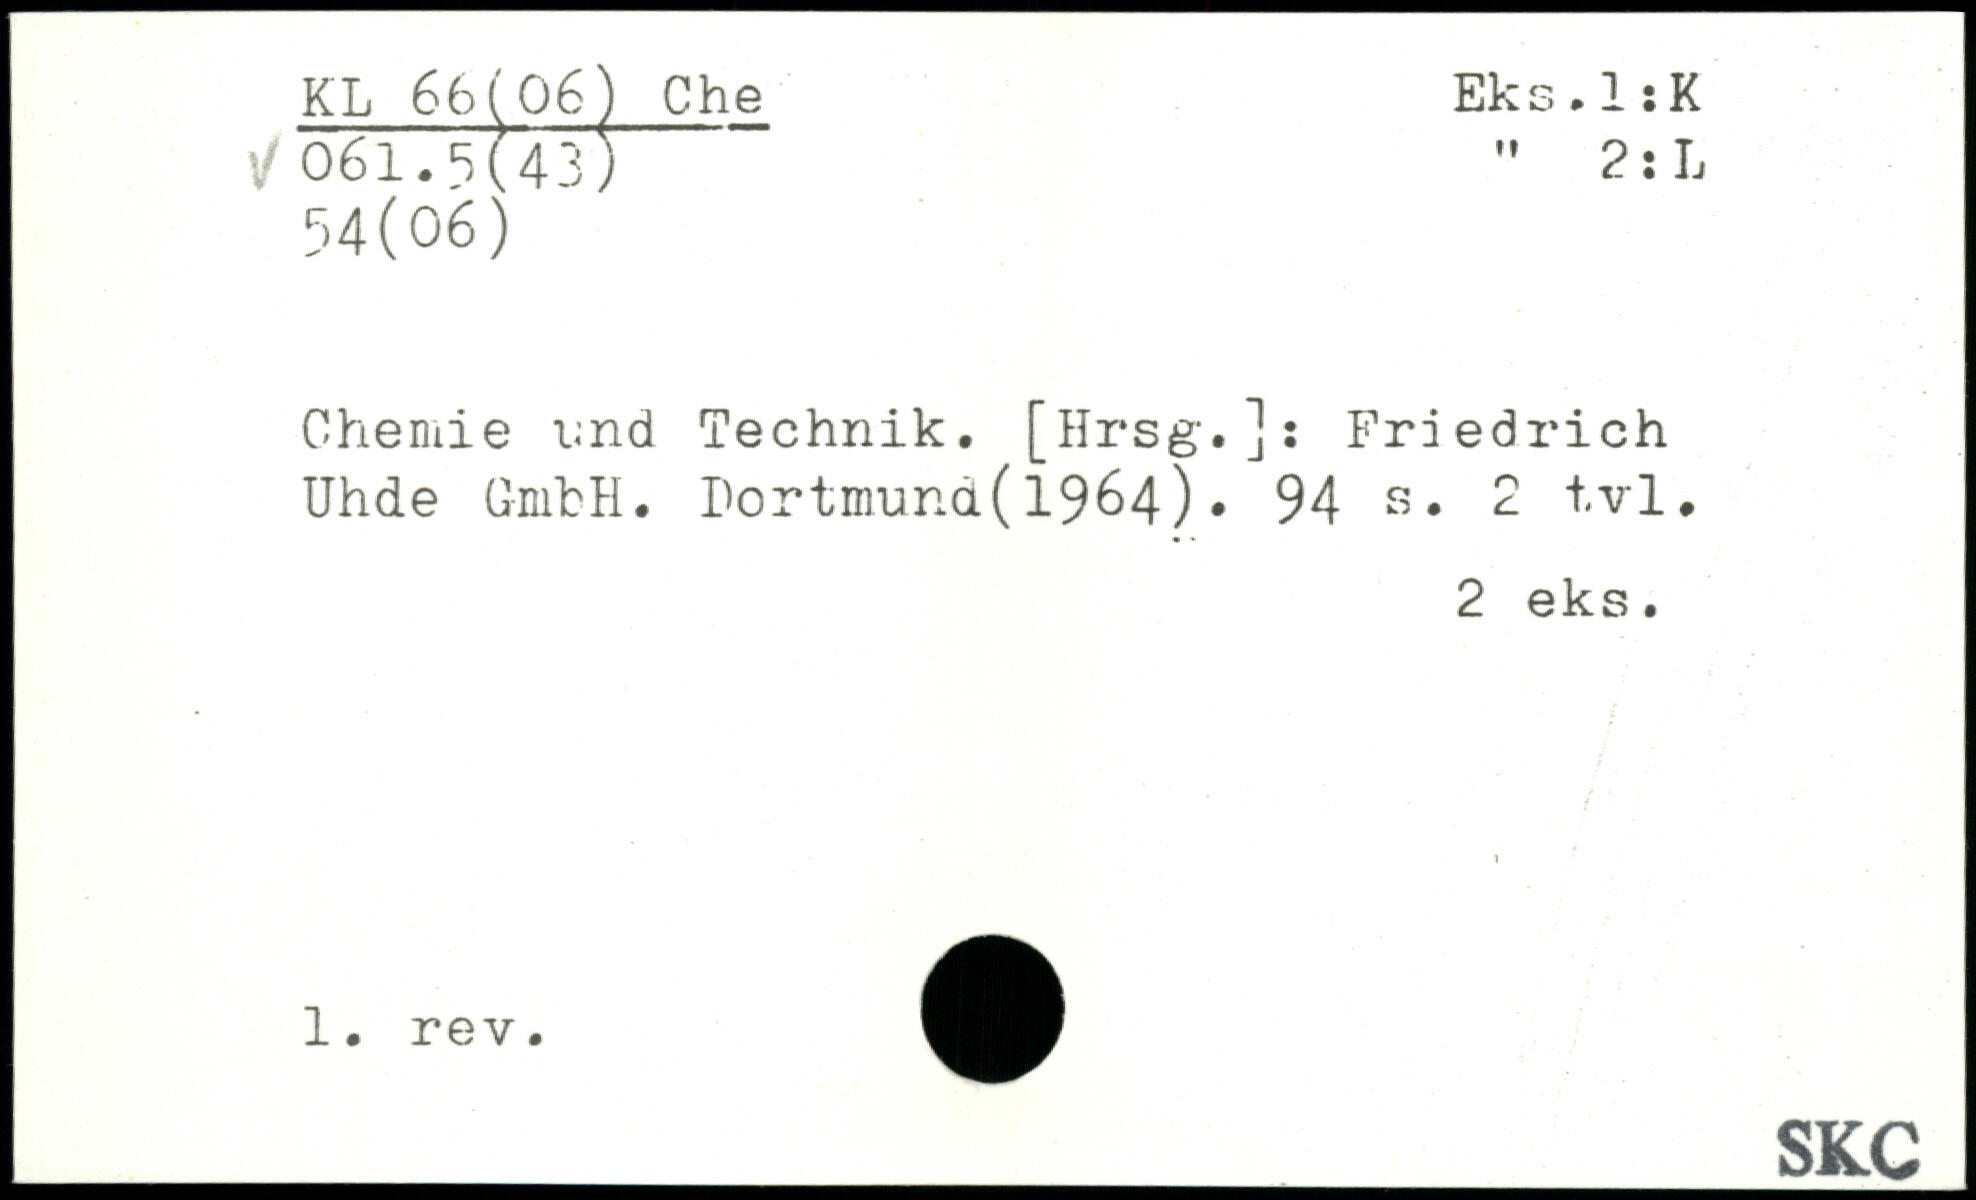 KL 66(06) Che
Eks.1:K
✓ 061.5(43)
" 2:L
54(06)
Chemie und Technik. [Hrsg.]: Friedrich
Uhde GmbH. Dortmund(1964). 94 s. 2 tvl.
2 eks.
1. rev.
SKC